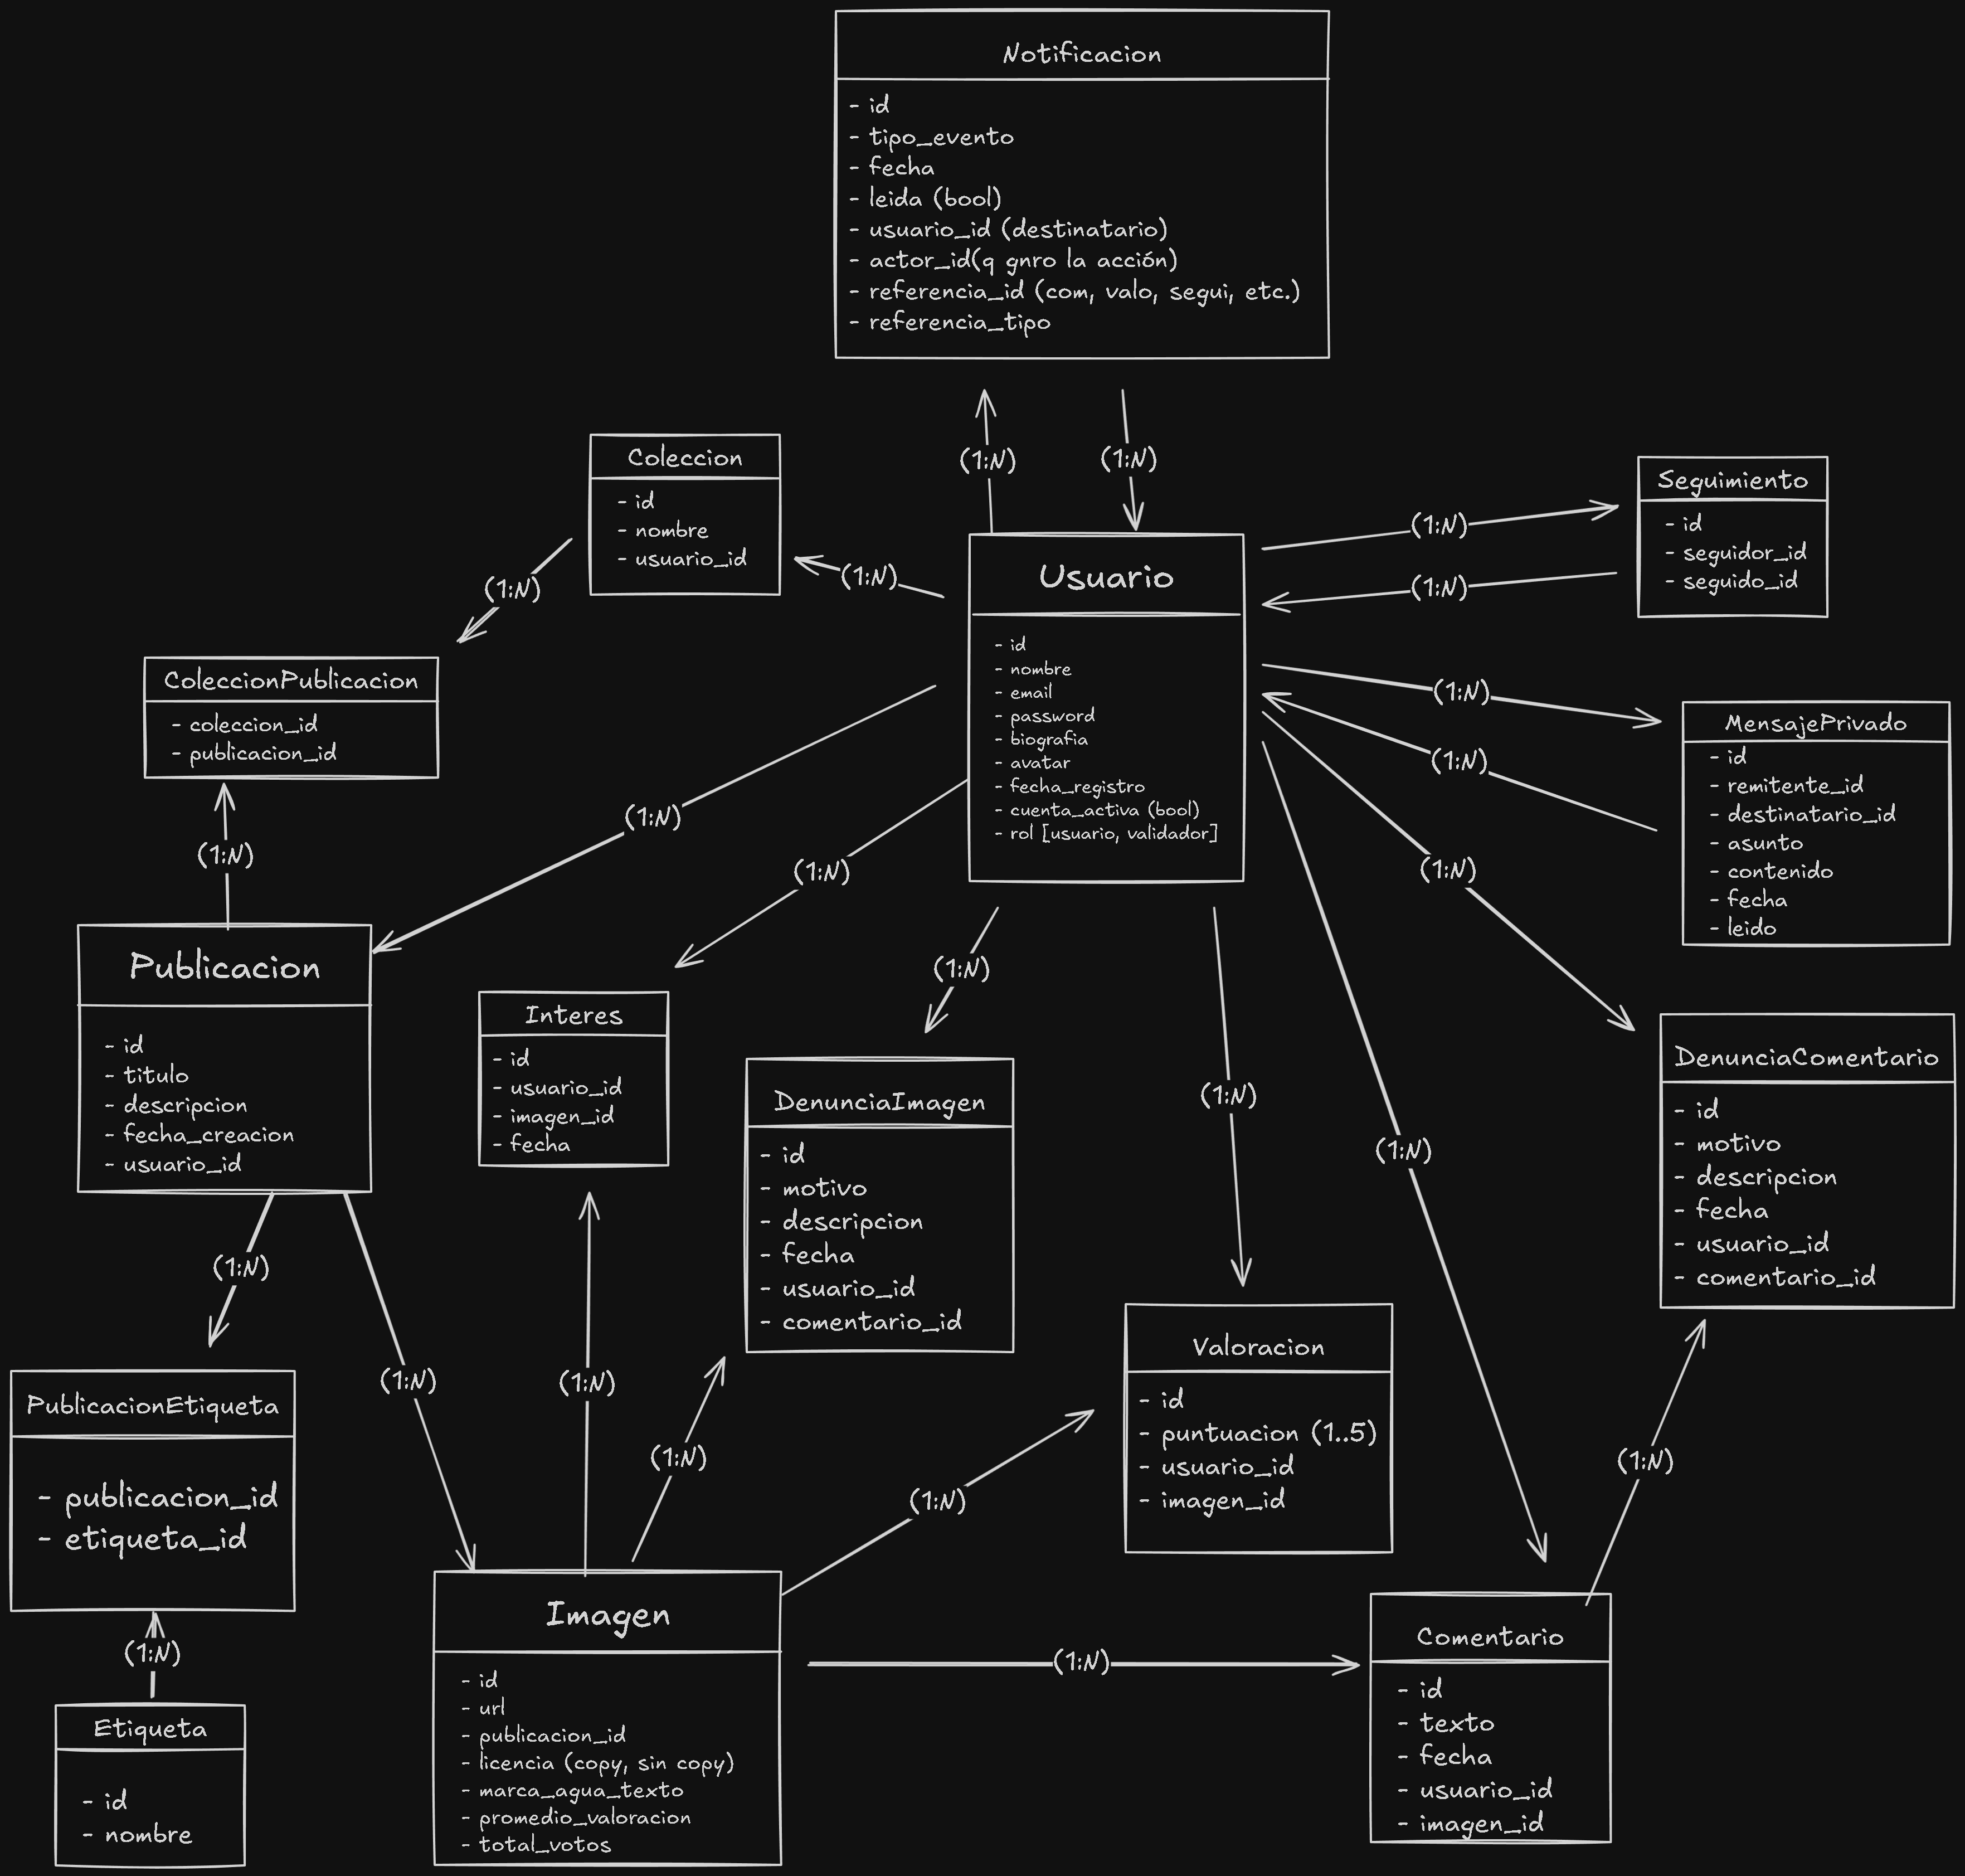 Notificacion
- id
- tipo_evento
- fecha
- leida (bool)
- usuario_id (destinatario)
- actor_id(q gnro la acción)
- referencia_id (com, valo, segui, etc.)
- referencia_tipo
(1:N)
(1:N)
Coleccion
- id
- nombre
- usuario_id
(1:N)
(1:N)
Seguimiento
- id
- seguidor_id
- seguido_id
(1:N)
(1:N)
Usuario
- id
- nombre
- email
- password
- biografia
- avatar
- fecha_registro
- cuenta_activa (bool)
- rol [usuario, validador]
ColeccionPublicacion
- coleccion_id
- publicacion_id
(1:N)
(1:N)
(1:N)
MensajePrivado
- id
- remitente_id
- destinatario_id
- asunto
- contenido
- fecha
- leido
(1:N)
(1:N)
(1:N)
(1:N)
Publicacion
- id
- titulo
- descripcion
- fecha_creacion
- usuario_id
Interes
- id
- usuario_id
- imagen_id
- fecha
(1:N)
DenunciaImagen
- id
- motivo
- descripcion
- fecha
- usuario_id
- comentario_id
(1:N)
(1:N)
DenunciaComentario
- id
- motivo
- descripcion
- fecha
- usuario_id
- comentario_id
(1:N)
(1:N)
(1:N)
(1:N)
(1:N)
Valoracion
- id
- puntuacion (1..5)
- usuario_id
- imagen_id
(1:N)
PublicacionEtiqueta
- publicacion_id
- etiqueta_id
(1:N)
Etiqueta
- id
- nombre
Imagen
- id
- url
- publicacion_id
- licencia (copy, sin copy)
- marca_agua_texto
- promedio_valoracion
- total_votos
(1:N)
Comentario
- id
- texto
- fecha
- usuario_id
- imagen_id